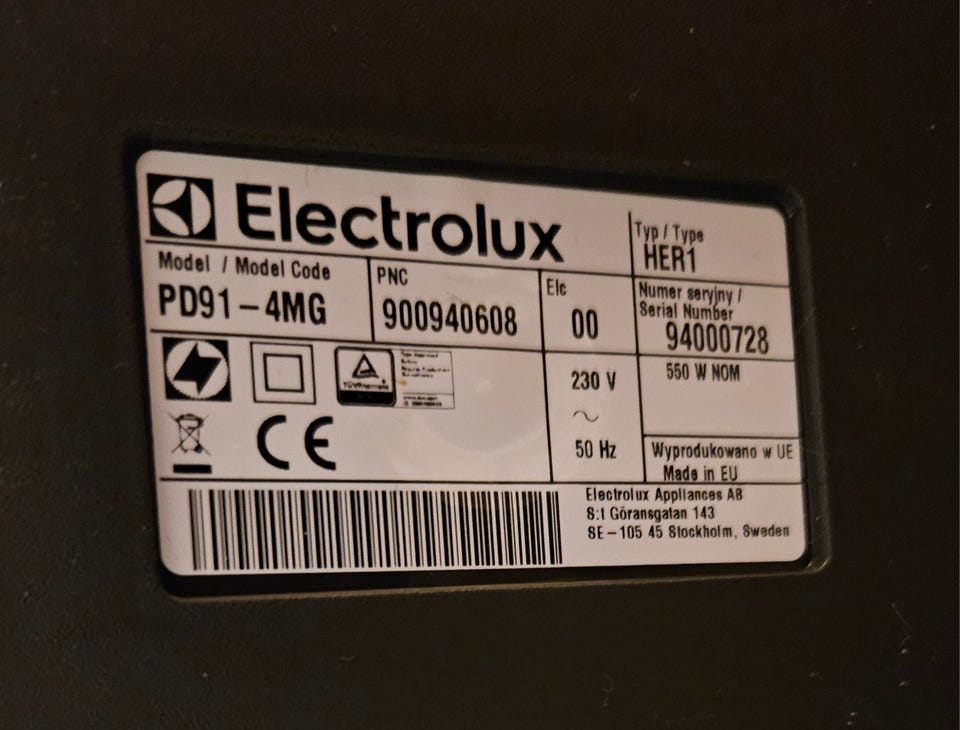 Electrolux
Typ / Type
HER1
Model / Model Code
PD91-4MG
PNC
900940608
Elc
00
Numer seryjny /
Serial Number
94000728
230 V
~
50 Hz
550 W NOM
CE
Wyprodukowano w UE
Made in EU
Electrolux Appliances AB
S:t Göransgatan 143
SE-105 45 Stockholm, Sweden